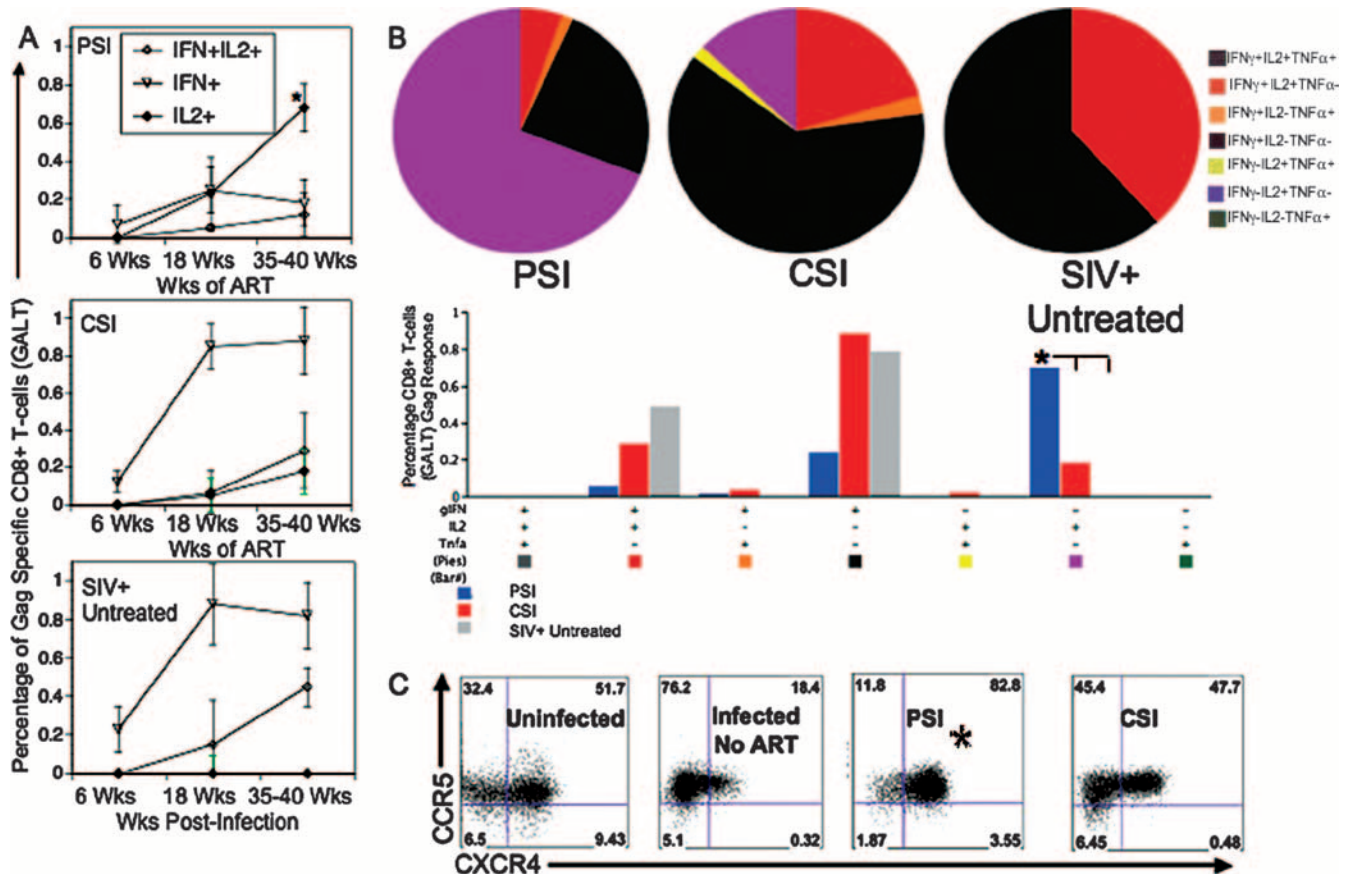 A
PSI
IFN+IL2+
IFN+
IL2+
*
1
0.8
0.6
0.4
0.2
0
6 Wks 18 Wks 35-40 Wks
Wks of ART
CSI
1
0.8
0.6
0.4
0.2
0
6 Wks 18 Wks 35-40 Wks
Wks of ART
SIV+
Untreated
1
0.8
0.6
0.4
0.2
0
6 Wks 18 Wks 35-40 Wks
Wks Post-Infection
Percentage of Gag Specific CD8+ T-cells (GALT)
B
PSI
CSI
SIV+
Untreated
IFNγ+IL2+TNFα+
IFNγ+IL2+TNFα-
IFNγ+IL2-TNFα+
IFNγ+IL2-TNFα-
IFNγ-IL2+TNFα+
IFNγ-IL2+TNFα-
IFNγ-IL2-TNFα+
Percentage CD8+ T-cells
(GALT) Gag Response
1
0.8
0.6
0.4
0.2
0
*
gIFN + + + + - - -
IL2 + + - - + + -
Tnfa + - + - + - +
(Pies)
(Bar#)
PSI
CSI
SIV+ Untreated
C
CCR5
CXCR4
32.4 51.7
Uninfected
6.5 9.43
76.2 18.4
Infected
No ART
5.1 0.32
11.8 82.8
PSI
*
1.87 3.55
45.4 47.7
CSI
6.45 0.48